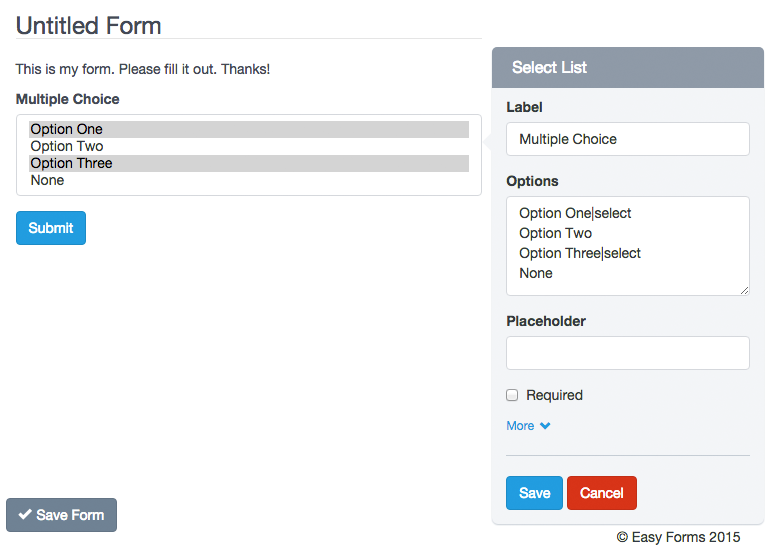 Untitled Form
This is my form. Please fill it out. Thanks!
Multiple Choice
Option One
Option Two
Option Three
None
Submit
Save Form
Select List
Label
Multiple Choice
Options
Option One|select
Option Two
Option Three|select
None
Placeholder
Required
More
Save Cancel
© Easy Forms 2015